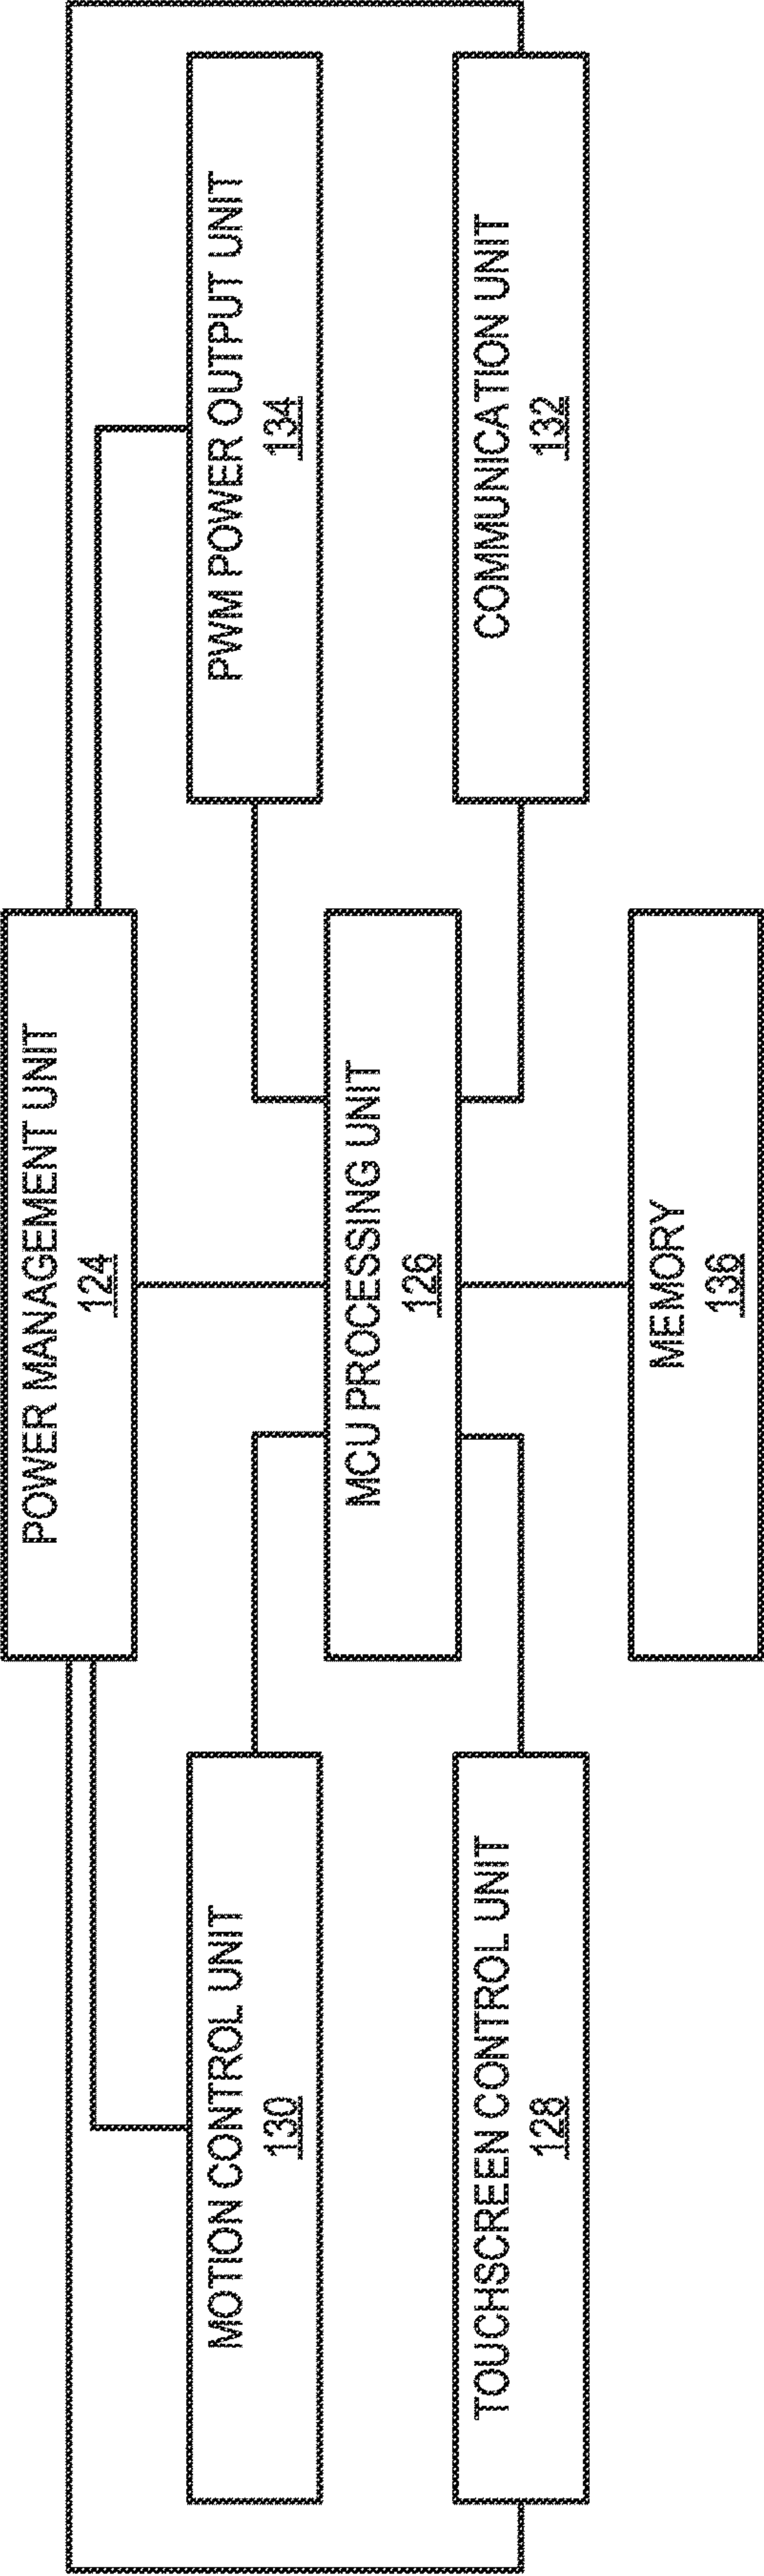 POWER MANAGEMENT UNIT
124
MOTION CONTROL UNIT
130
PWM POWER OUTPUT UNIT
134
MCU PROCESSING UNIT
126
TOUCHSCREEN CONTROL UNIT
128
COMMUNICATION UNIT
132
MEMORY
136